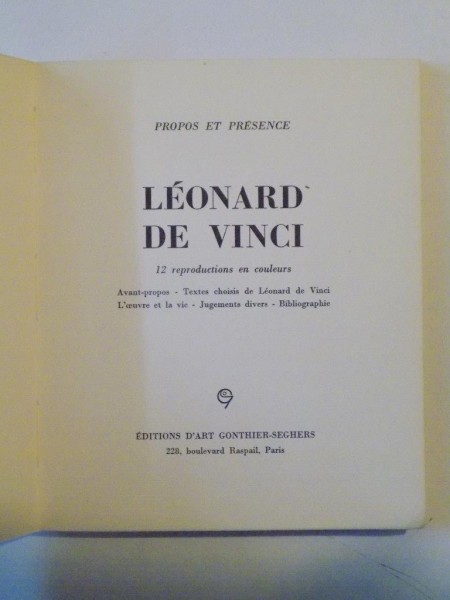 PROPOS ET PRÉSENCE
LÉONARD
DE VINCI
12 reproductions en couleurs
Avant-propos - Textes choisis de Léonard de Vinci
L'œuvre et la vie - Jugements divers - Bibliographie
ÉDITIONS D'ART GONTHIER-SEGHERS
228, boulevard Raspail, Paris